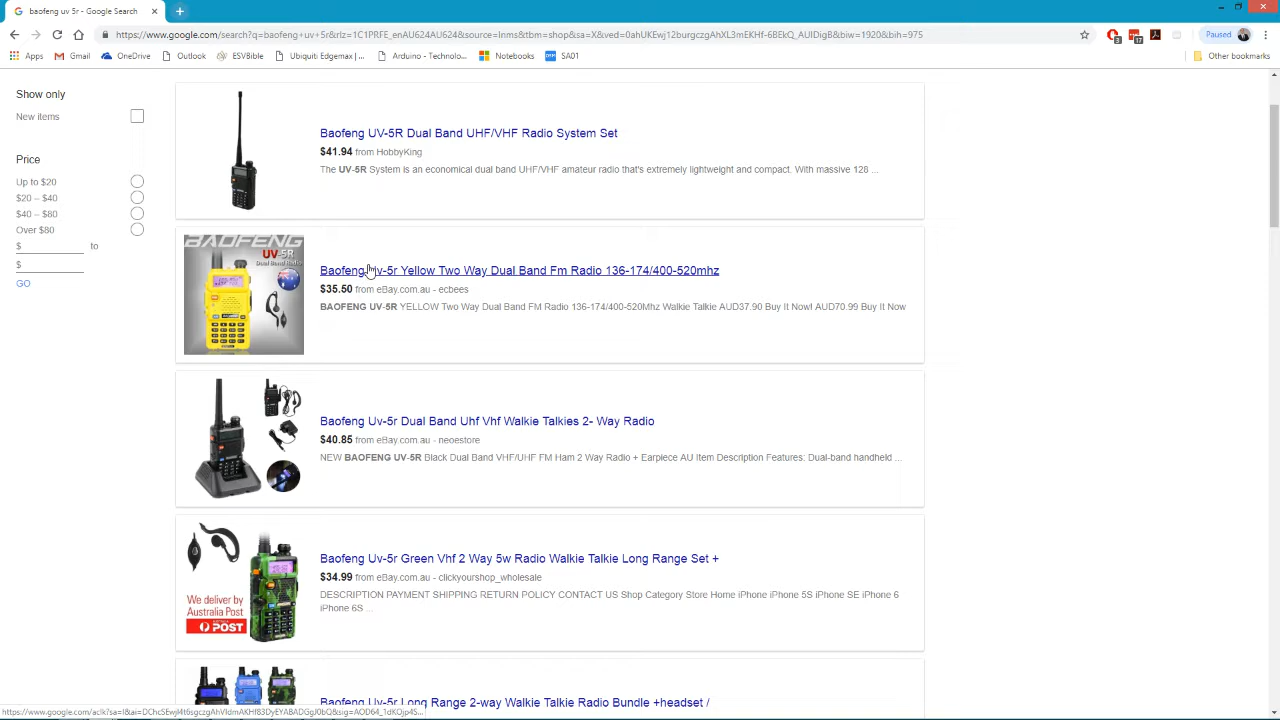 baofeng uv 5r - Google Search
https://www.google.com/search?q=baofeng+uv+5r&rlz=1C1PRFE_enAU624AU624&source=lnms&tbm=shop&sa=X&ved=0ahUKEwj12burgczgAhXL3mEKHf-6BEkQ_AUIDigB&biw=1920&bih=975
3
17
Paused
Apps
Gmail
OneDrive
Outlook
ESVBible
Ubiquiti Edgemax |...
Arduino - Technolo...
Notebooks
SA01
Other bookmarks
Show only
New items
Price
Up to $20
$20 – $40
$40 – $80
Over $80
$ to
$
GO
Baofeng UV-5R Dual Band UHF/VHF Radio System Set
$41.94 from HobbyKing
The UV-5R System is an economical dual band UHF/VHF amateur radio that's extremely lightweight and compact. With massive 128 ...
BAOFENG
UV-5R
Dual Band Radio
Baofeng Uv-5r Yellow Two Way Dual Band Fm Radio 136-174/400-520mhz
$35.50 from eBay.com.au - ecbees
BAOFENG UV-5R YELLOW Two Way Dual Band FM Radio 136-174/400-520Mhz Walkie Talkie AUD37.90 Buy It Now! AUD70.99 Buy It Now
Baofeng Uv-5r Dual Band Uhf Vhf Walkie Talkies 2- Way Radio
$40.85 from eBay.com.au - neoestore
NEW BAOFENG UV-5R Black Dual Band VHF/UHF FM Ham 2 Way Radio + Earpiece AU Item Description Features: Dual-band handheld ...
We deliver by
Australia Post
POST
Baofeng Uv-5r Green Vhf 2 Way 5w Radio Walkie Talkie Long Range Set +
$34.99 from eBay.com.au - clickyourshop_wholesale
DESCRIPTION PAYMENT SHIPPING RETURN POLICY CONTACT US Shop Category Store Home iPhone iPhone 5S iPhone SE iPhone 6
iPhone 6S ...
Baofeng Uv-5r Long Range 2-way Walkie Talkie Radio Bundle +headset /